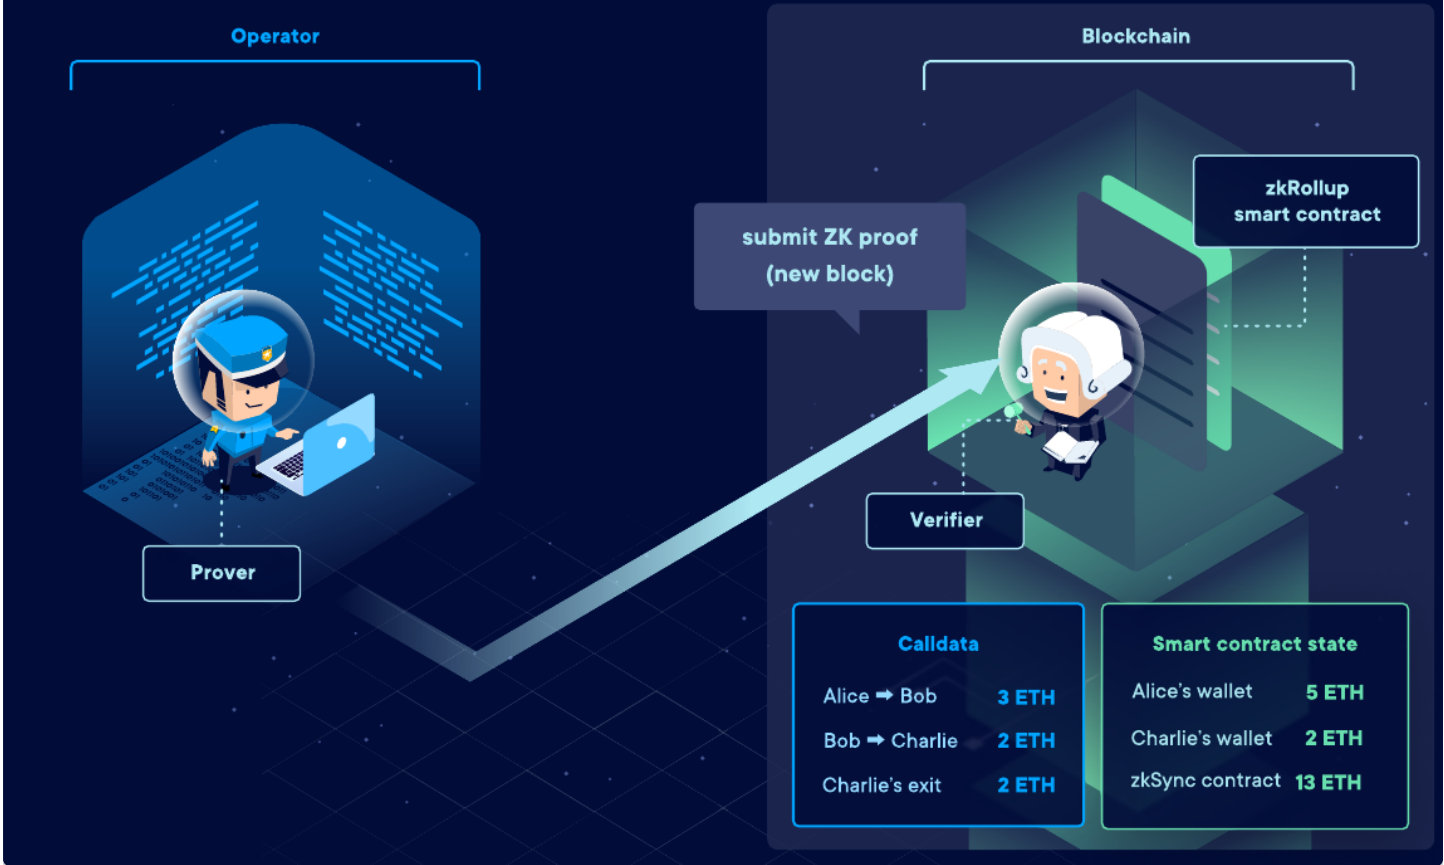 Operator
Blockchain
zkRollup
smart contract
submit ZK proof
(new block)
Verifier
Prover
Calldata
Alice ➡ Bob 3 ETH
Bob ➡ Charlie 2 ETH
Charlie's exit 2 ETH
Smart contract state
Alice's wallet 5 ETH
Charlie's wallet 2 ETH
zkSync contract 13 ETH